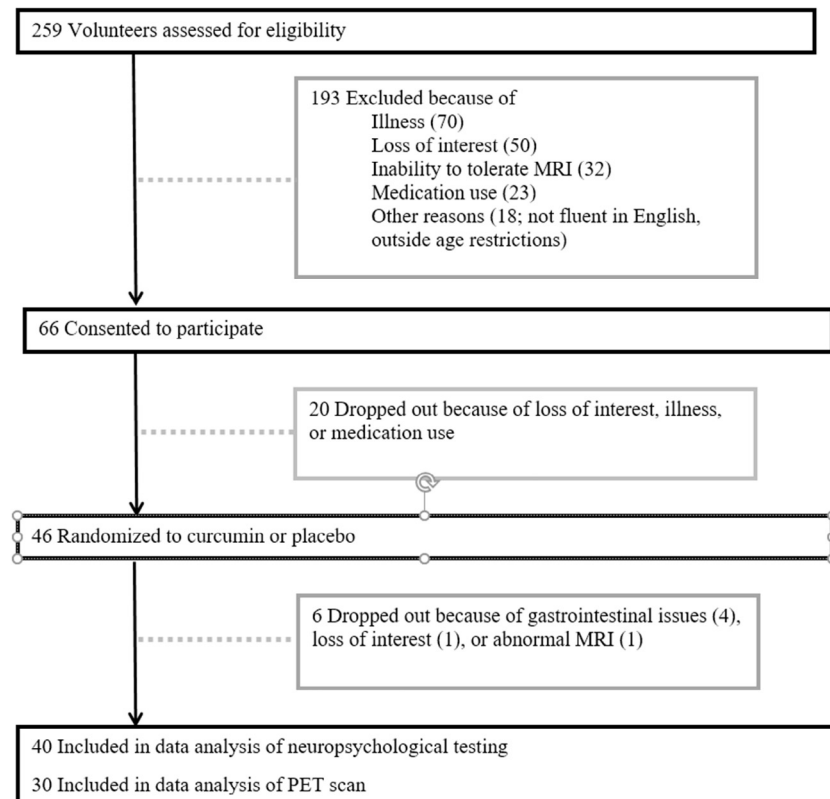 259 Volunteers assessed for eligibility
193 Excluded because of
Illness (70)
Loss of interest (50)
Inability to tolerate MRI (32)
Medication use (23)
Other reasons (18; not fluent in English,
outside age restrictions)
66 Consented to participate
20 Dropped out because of loss of interest, illness,
or medication use
46 Randomized to curcumin or placebo
6 Dropped out because of gastrointestinal issues (4),
loss of interest (1), or abnormal MRI (1)
40 Included in data analysis of neuropsychological testing
30 Included in data analysis of PET scan